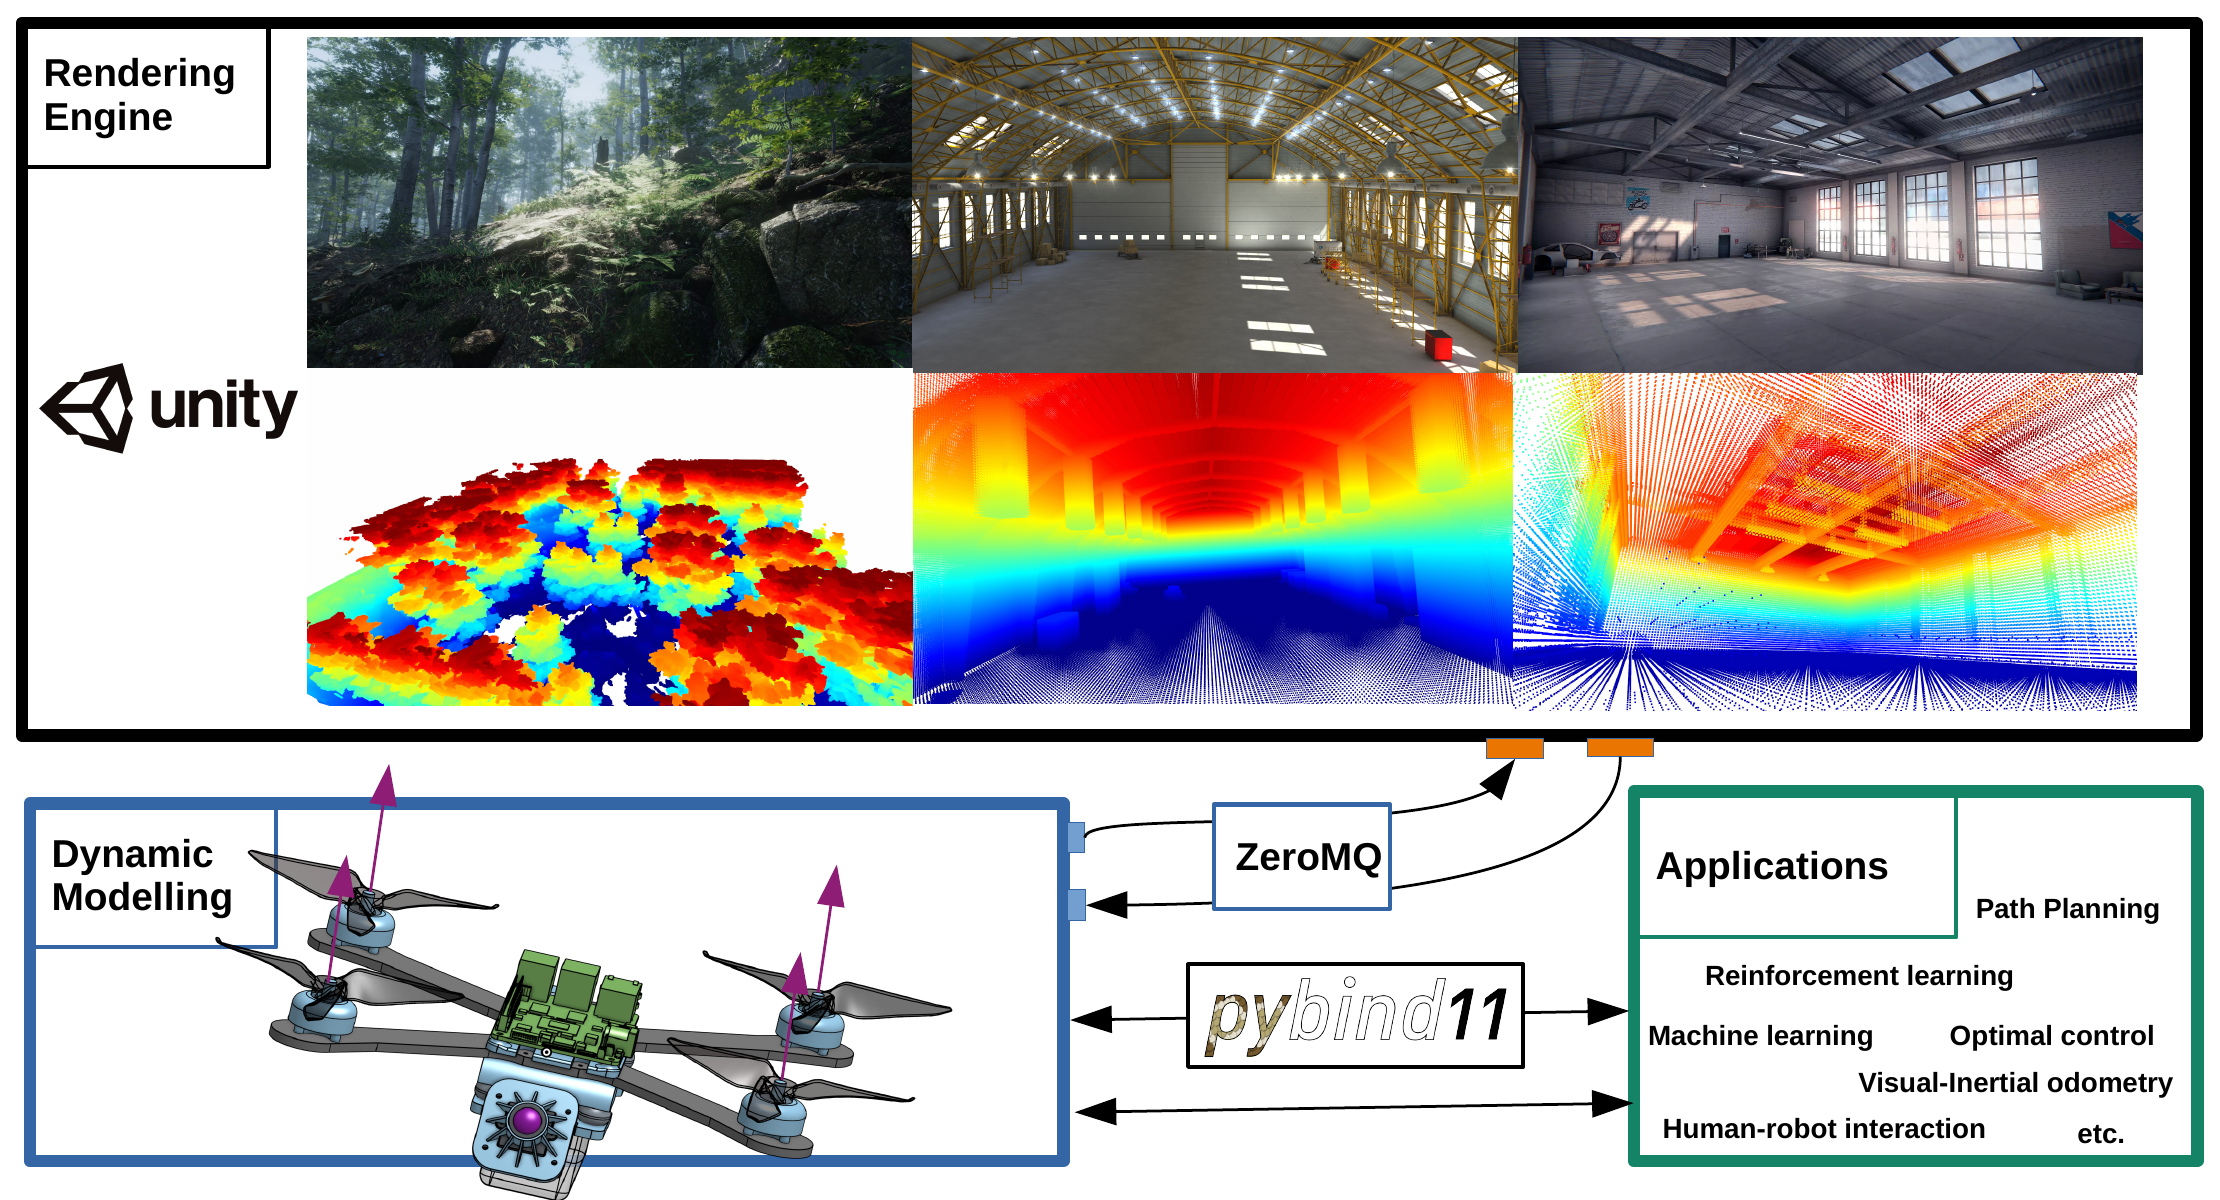 Rendering
Engine
unity
Dynamic
Modelling
ZeroMQ
pybind11
Applications
Path Planning
Reinforcement learning
Machine learning
Optimal control
Visual-Inertial odometry
Human-robot interaction
etc.